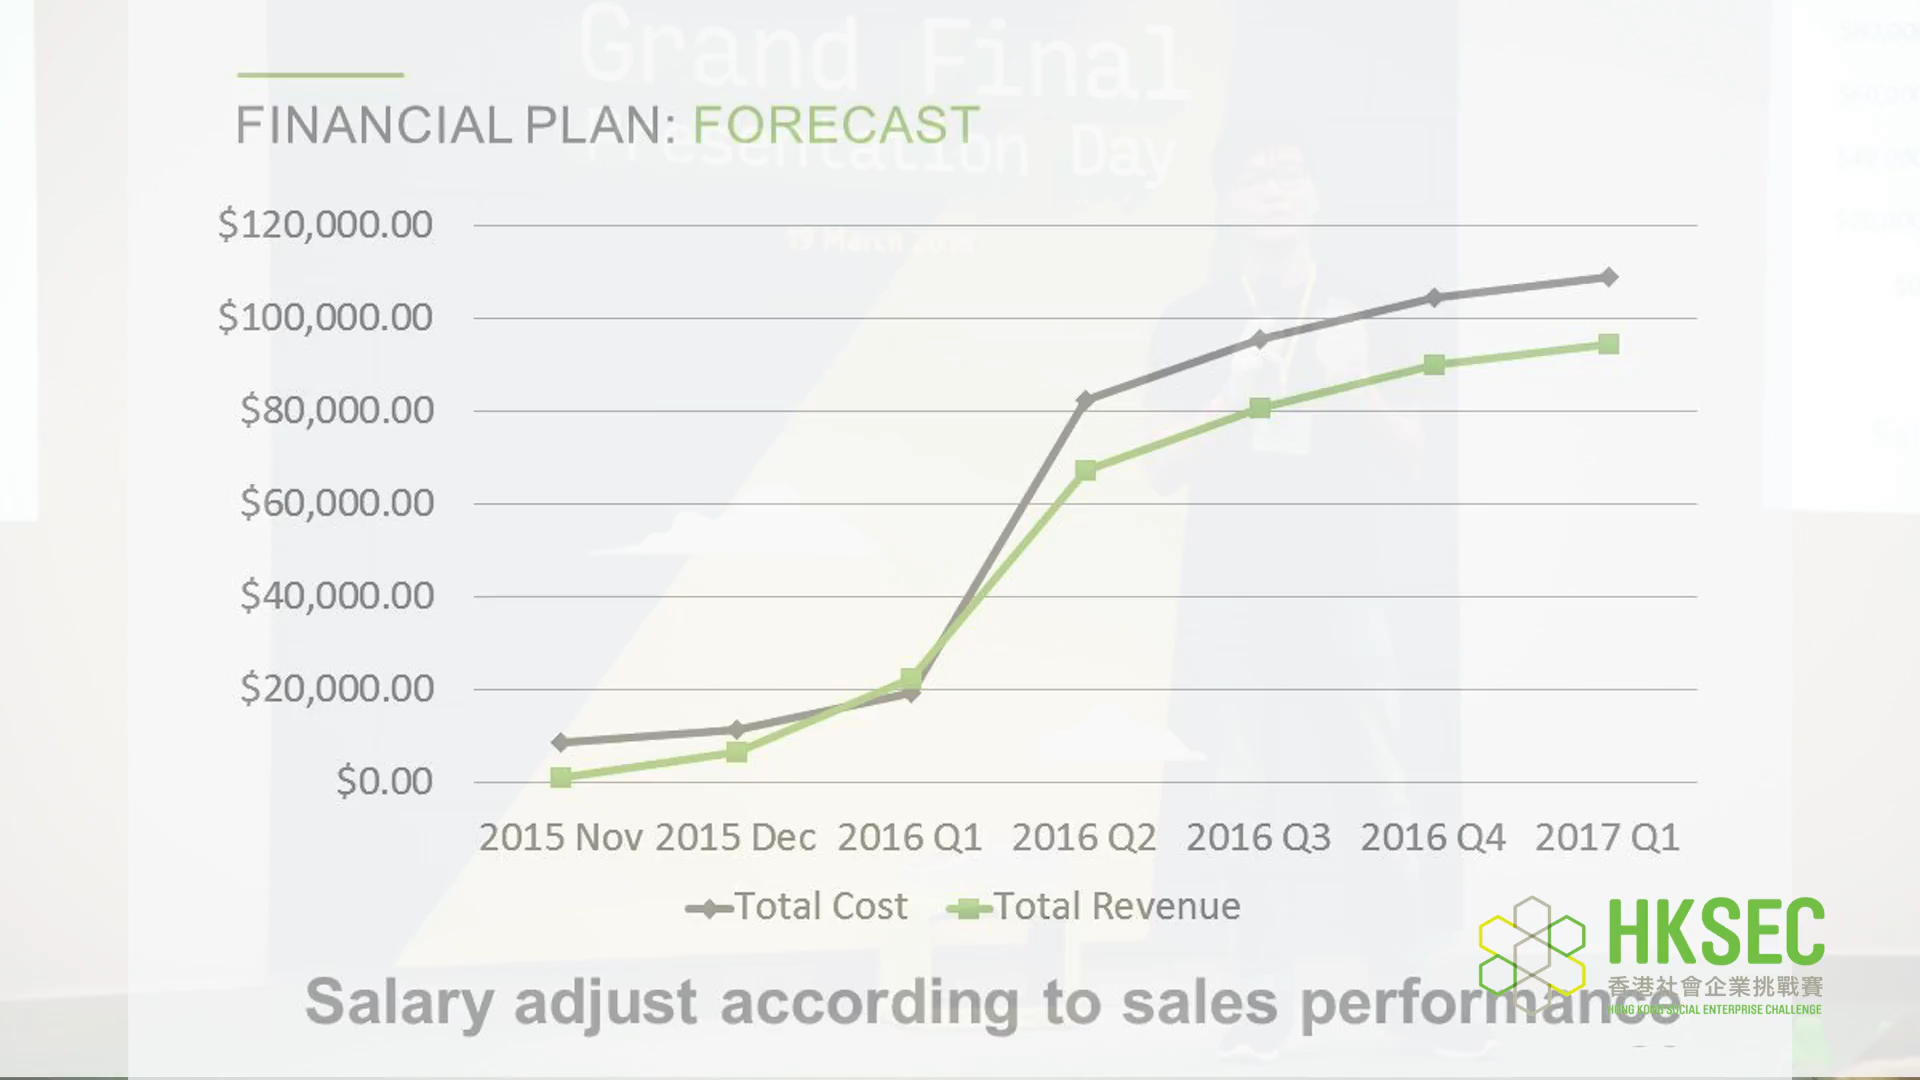 Grand Final
Presentation Day
FINANCIAL PLAN: FORECAST
$120,000.00
$100,000.00
$80,000.00
$60,000.00
$40,000.00
$20,000.00
$0.00
2015 Nov 2015 Dec 2016 Q1 2016 Q2 2016 Q3 2016 Q4 2017 Q1
Total Cost Total Revenue
Salary adjust according to sales performance
HKSEC
香港社會企業挑戰賽
HONG KONG SOCIAL ENTERPRISE CHALLENGE